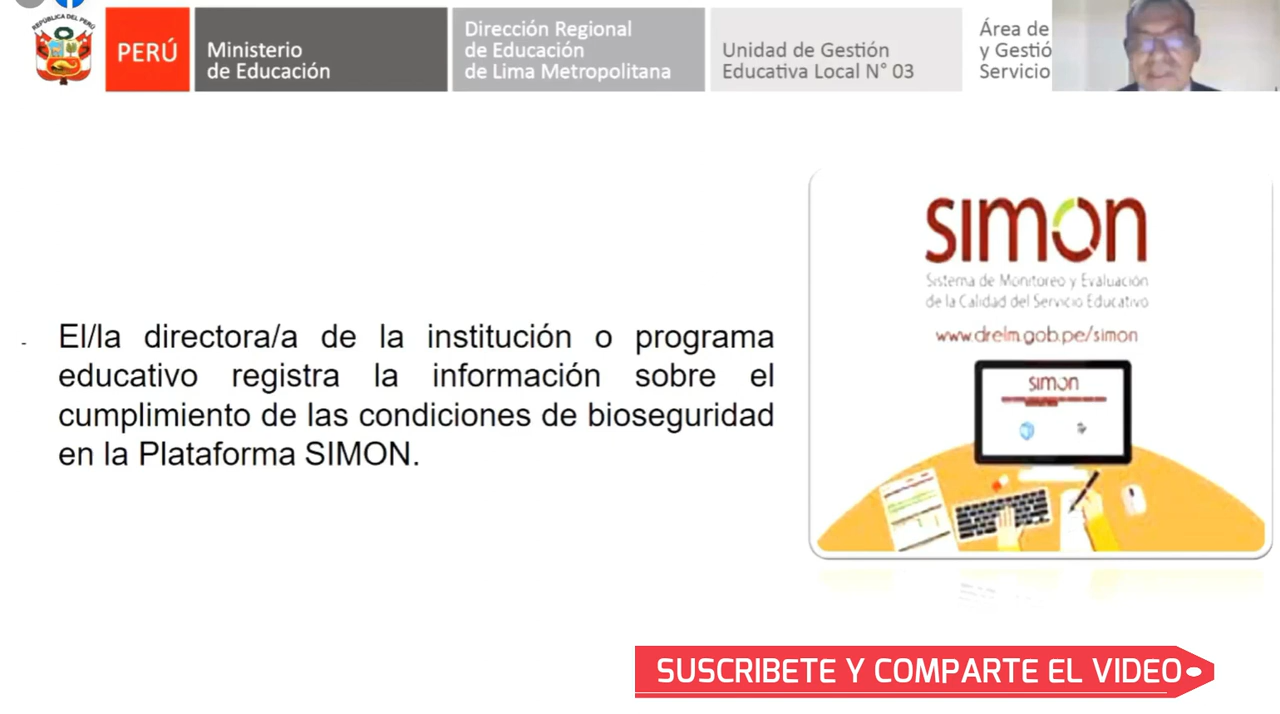 REPÚBLICA DEL PERÚ
PERÚ
Ministerio
de Educación
Dirección Regional
de Educación
de Lima Metropolitana
Unidad de Gestión
Educativa Local N° 03
Área de
y Gestió
Servicio
simon
Sistema de Monitoreo y Evaluación
de la Calidad del Servicio Educativo
www.drelm.gob.pe/simon
simon
- El/la directora/a de la institución o programa
educativo registra la información sobre el
cumplimiento de las condiciones de bioseguridad
en la Plataforma SIMON.
SUSCRIBETE Y COMPARTE EL VIDEO